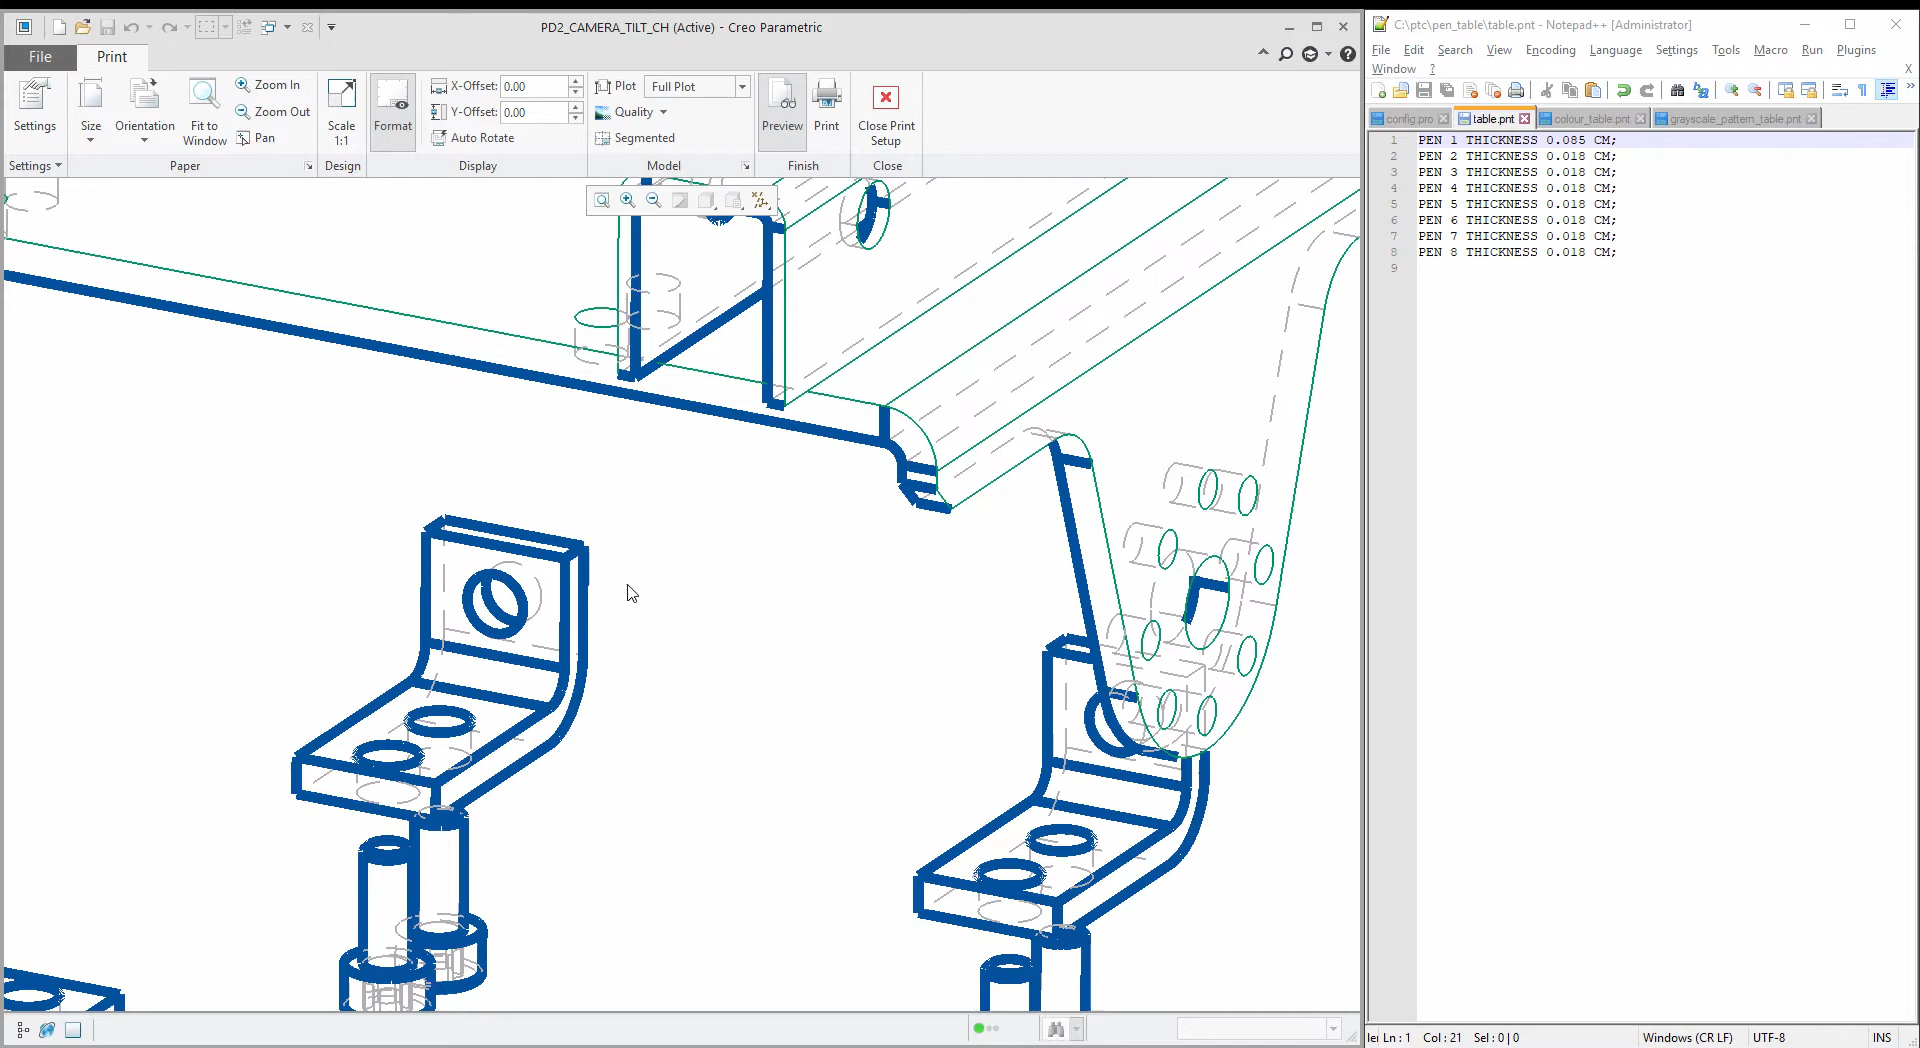 PD2_CAMERA_TILT_CH (Active) - Creo Parametric
File
Print
Settings
Size
Orientation
Fit to
Window
Zoom In
Zoom Out
Pan
Scale
1:1
Format
X-Offset: 0.00
Y-Offset: 0.00
Auto Rotate
Plot Full Plot
Quality
Segmented
Preview
Print
Close Print
Setup
Settings
Paper
Design
Display
Model
Finish
Close
C:\ptc\pen_table\table.pnt - Notepad++ [Administrator]
File Edit Search View Encoding Language Settings Tools Macro Run Plugins
Window ? X
config.pro table.pnt colour_table.pnt grayscale_pattern_table.pnt
1 PEN 1 THICKNESS 0.085 CM;
2 PEN 2 THICKNESS 0.018 CM;
3 PEN 3 THICKNESS 0.018 CM;
4 PEN 4 THICKNESS 0.018 CM;
5 PEN 5 THICKNESS 0.018 CM;
6 PEN 6 THICKNESS 0.018 CM;
7 PEN 7 THICKNESS 0.018 CM;
8 PEN 8 THICKNESS 0.018 CM;
9
Ln : 1 Col : 21 Sel : 0 | 0 Windows (CR LF) UTF-8 INS